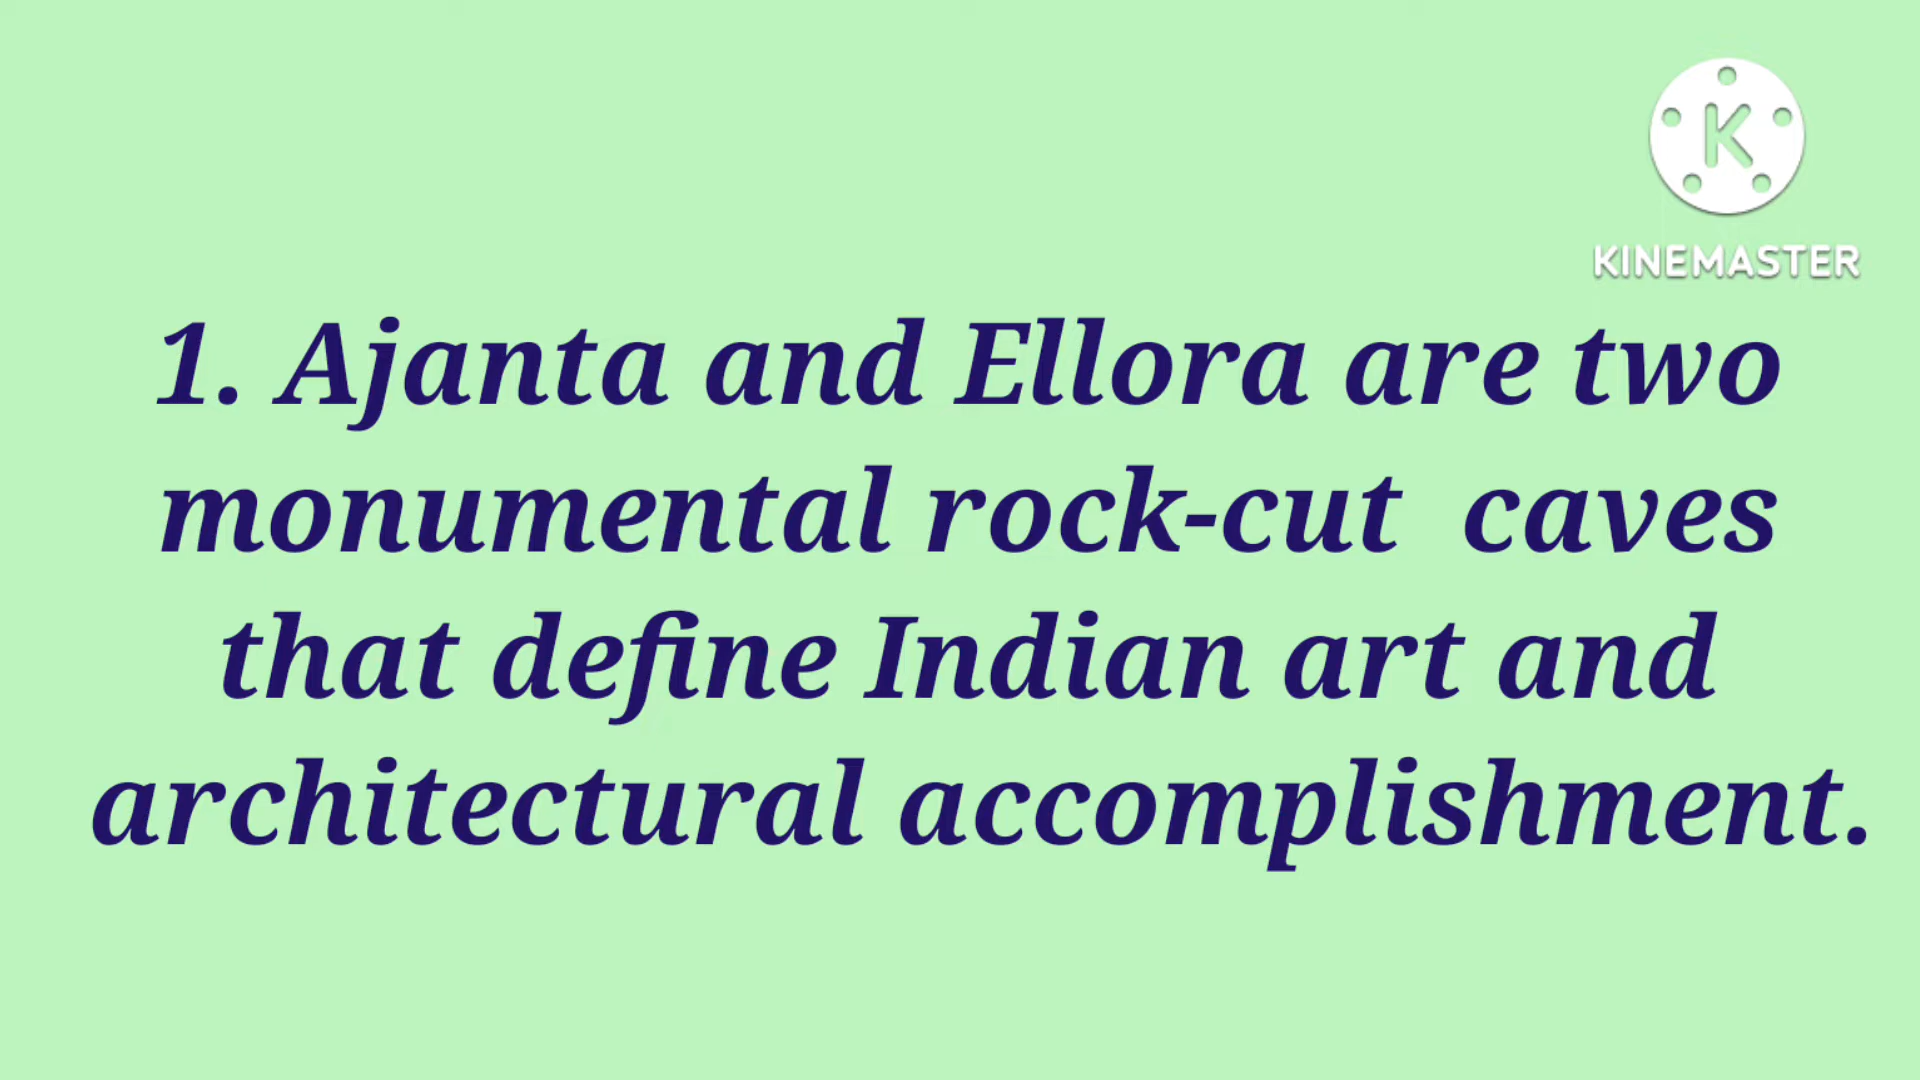 K
KINEMASTER
1. Ajanta and Ellora are two
monumental rock-cut  caves
that define Indian art and
architectural accomplishment.